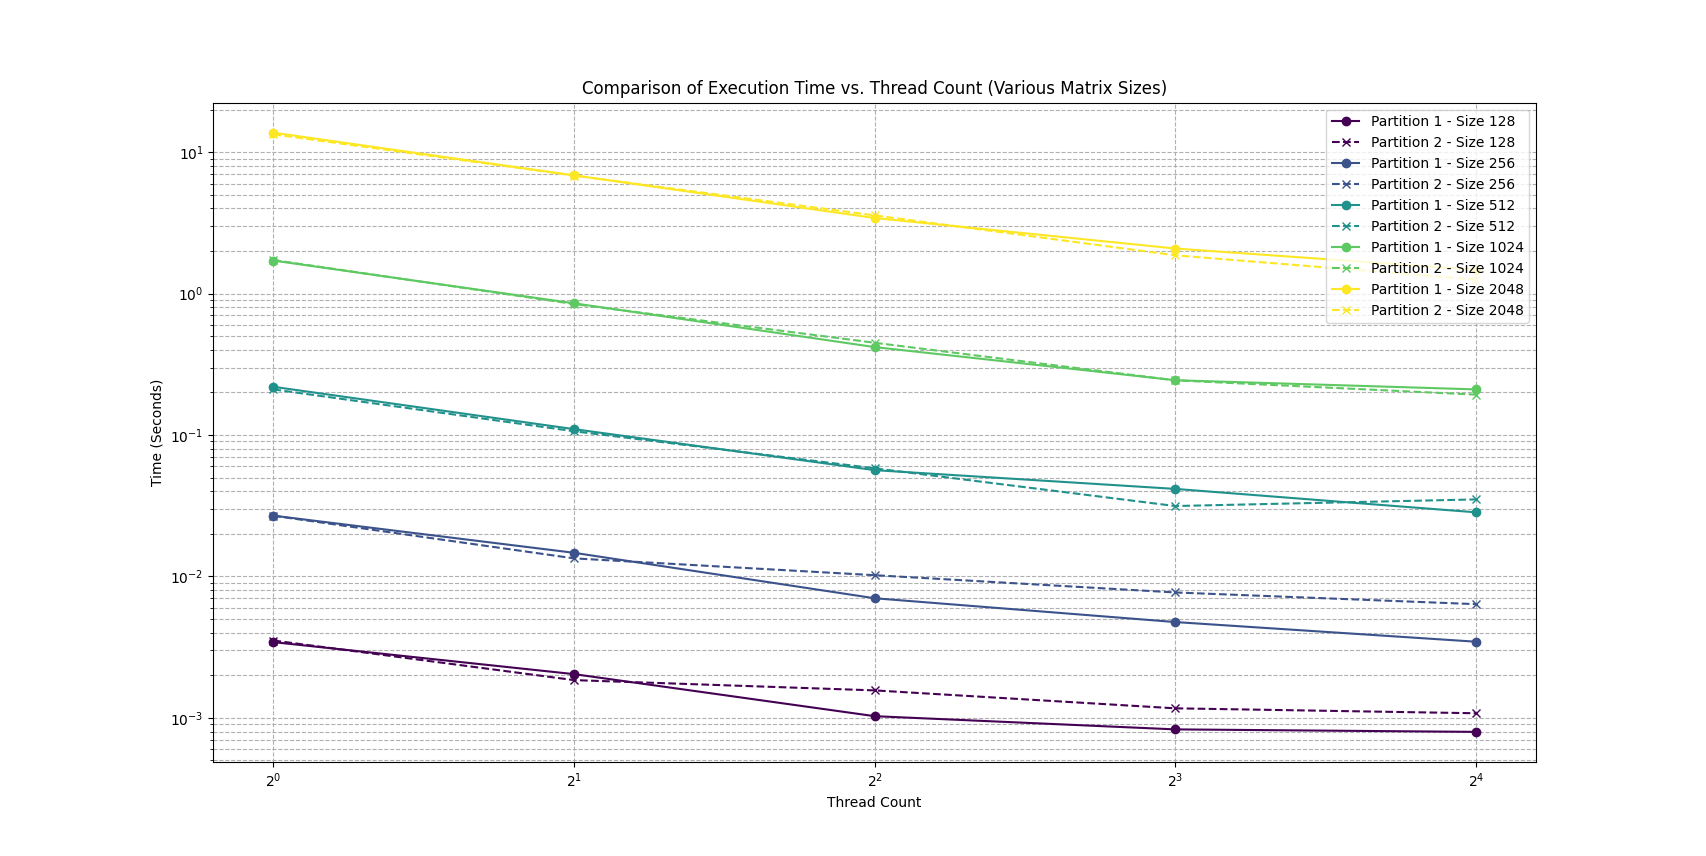 Comparison of Execution Time vs. Thread Count (Various Matrix Sizes)
Partition 1 - Size 128
Partition 2 - Size 128
Partition 1 - Size 256
Partition 2 - Size 256
Partition 1 - Size 512
Partition 2 - Size 512
Partition 1 - Size 1024
Partition 2 - Size 1024
Partition 1 - Size 2048
Partition 2 - Size 2048
10¹
10⁰
10⁻¹
10⁻²
10⁻³
Time (Seconds)
2⁰ 2¹ 2² 2³ 2⁴
Thread Count